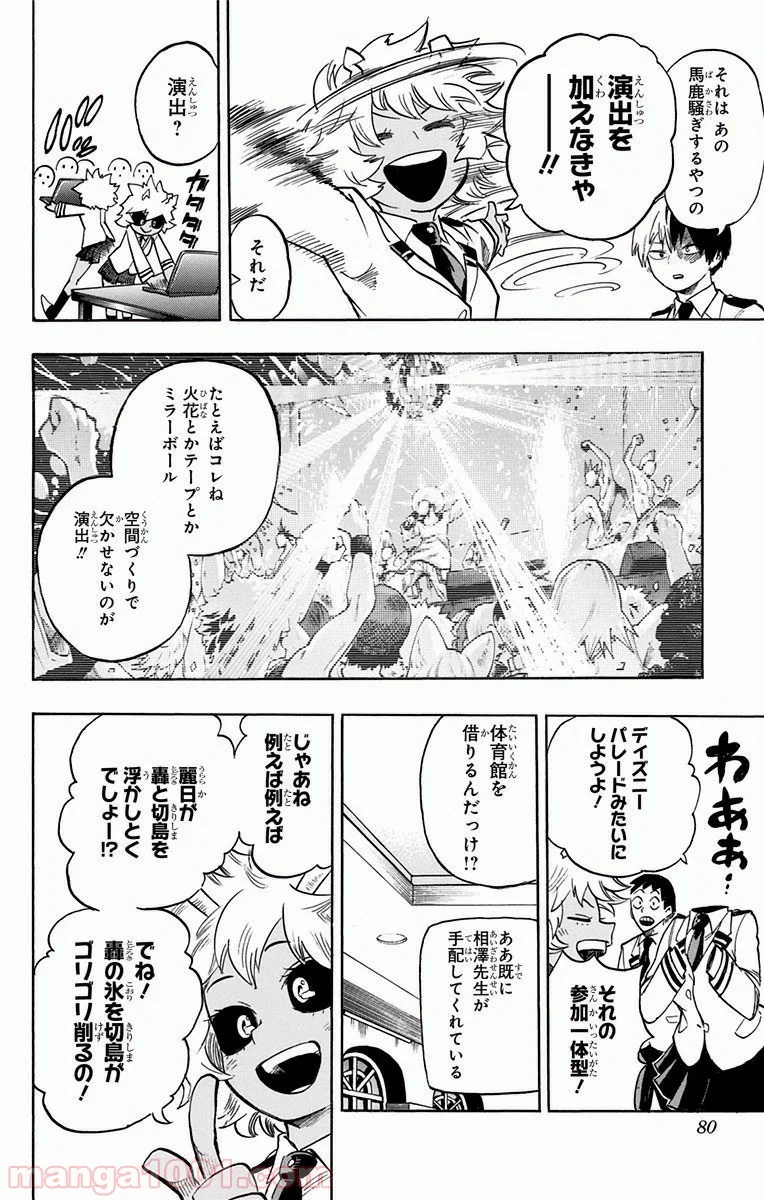 それは あの
馬鹿騒ぎするやつの
演出を
加えなきゃ
――!!
それだ
演出?
ガタタタ
たとえばコレね
火花とかテープとか
ミラーボール
空間づくりで
欠かせないのが
演出!!
わぁぁぁ…
ディズニー
パレードみたいに
しようよ!
それの
参加一体型!
体育館を
借りるんだっけ!?
ああ既に
相澤先生が
手配してくれている
じゃあね
例えば例えば
麗日が
轟と切島を
浮かしとく
でしょー!?
でね!
轟の氷を切島が
ゴリゴリ削るの!
80
manga1001.com